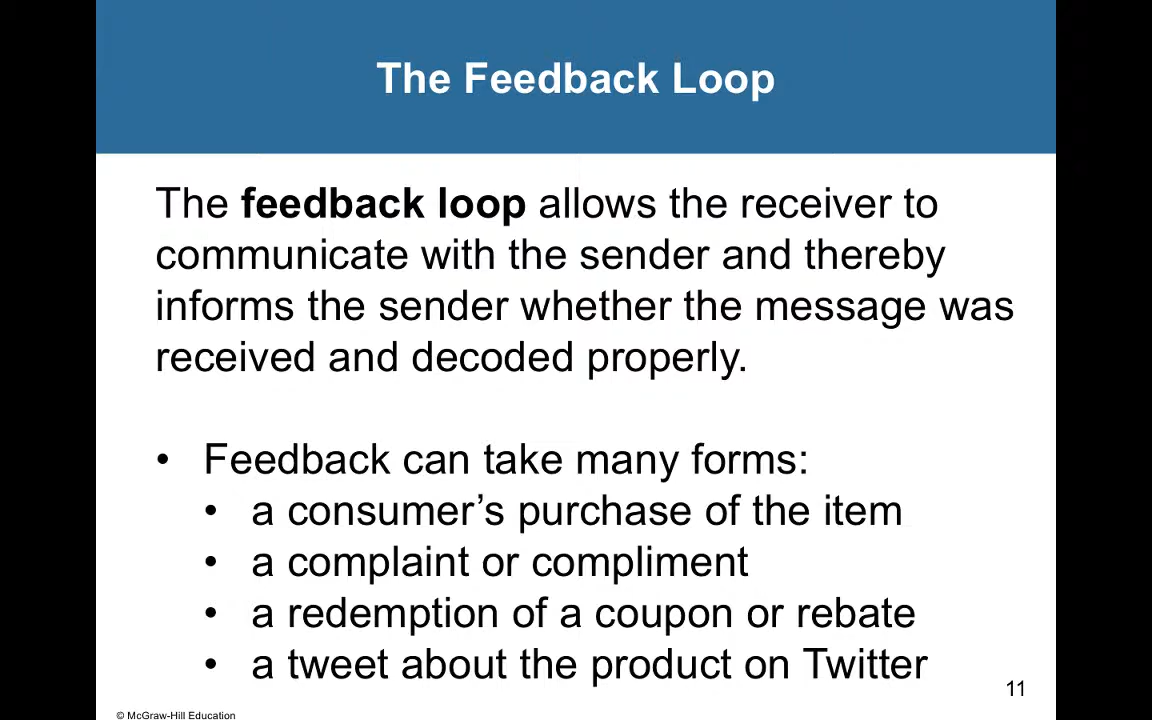 The Feedback Loop
The feedback loop allows the receiver to
communicate with the sender and thereby
informs the sender whether the message was
received and decoded properly.
• Feedback can take many forms:
• a consumer’s purchase of the item
• a complaint or compliment
• a redemption of a coupon or rebate
• a tweet about the product on Twitter
11
© McGraw-Hill Education